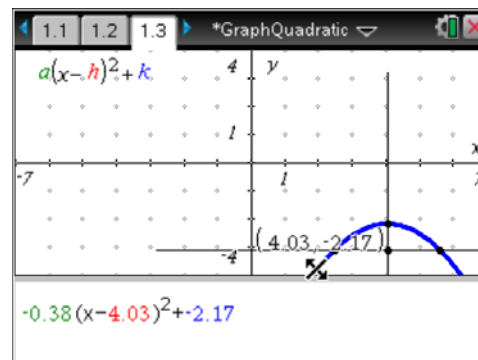 1.1 1.2 1.3 *GraphQuadratic
a(x-h)²+k
4 y
1
x
-7 1
(4.03, -2.17)
-4
-0.38(x-4.03)²+-2.17